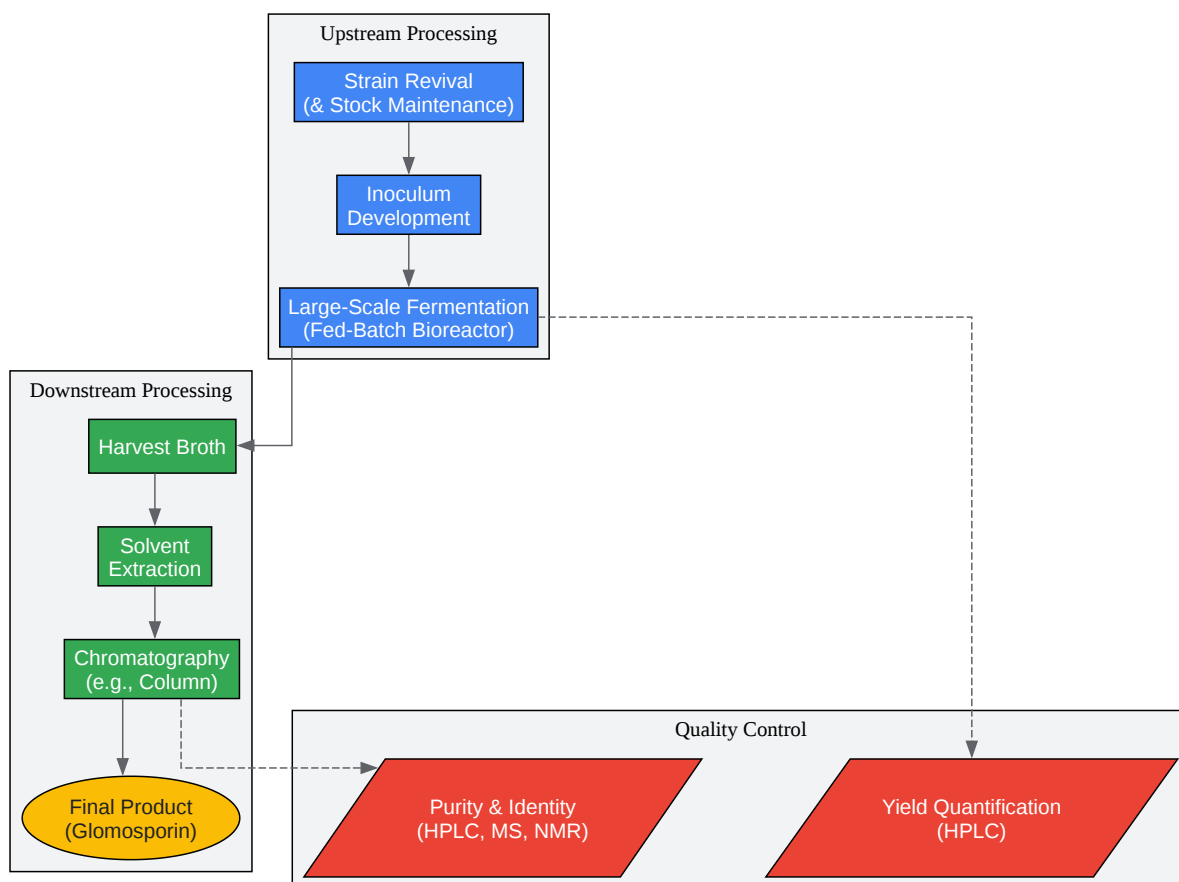 Upstream Processing
Strain Revival
(& Stock Maintenance)
Inoculum
Development
Large-Scale Fermentation
(Fed-Batch Bioreactor)
Downstream Processing
Harvest Broth
Solvent
Extraction
Chromatography
(e.g., Column)
Final Product
(Glomosporin)
Quality Control
Purity & Identity
(HPLC, MS, NMR)
Yield Quantification
(HPLC)